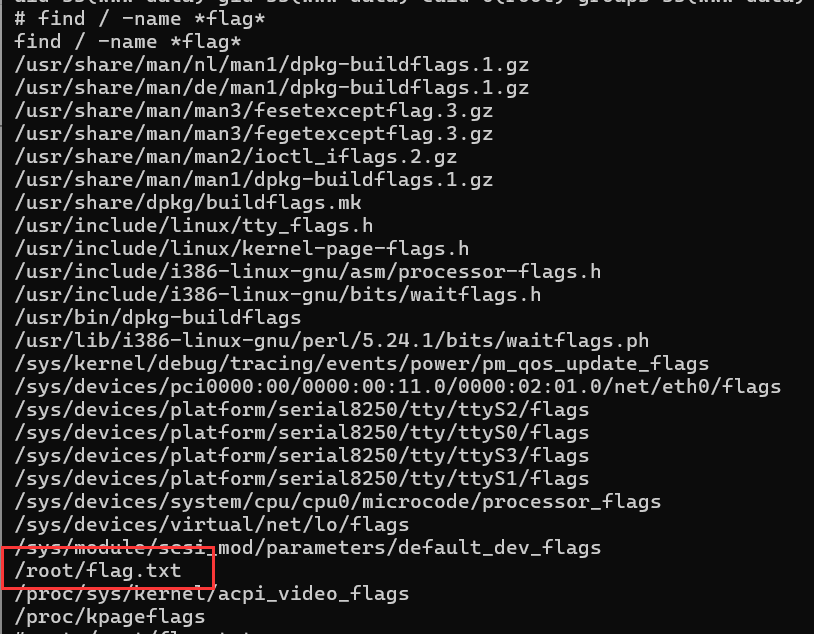 # find / -name *flag*
find / -name *flag*
/usr/share/man/nl/man1/dpkg-buildflags.1.gz
/usr/share/man/de/man1/dpkg-buildflags.1.gz
/usr/share/man/man3/fesetexceptflag.3.gz
/usr/share/man/man3/fegetexceptflag.3.gz
/usr/share/man/man2/ioctl_iflags.2.gz
/usr/share/man/man1/dpkg-buildflags.1.gz
/usr/share/dpkg/buildflags.mk
/usr/include/linux/tty_flags.h
/usr/include/linux/kernel-page-flags.h
/usr/include/i386-linux-gnu/asm/processor-flags.h
/usr/include/i386-linux-gnu/bits/waitflags.h
/usr/bin/dpkg-buildflags
/usr/lib/i386-linux-gnu/perl/5.24.1/bits/waitflags.ph
/sys/kernel/debug/tracing/events/power/pm_qos_update_flags
/sys/devices/pci0000:00/0000:00:11.0/0000:02:01.0/net/eth0/flags
/sys/devices/platform/serial8250/tty/ttyS2/flags
/sys/devices/platform/serial8250/tty/ttyS0/flags
/sys/devices/platform/serial8250/tty/ttyS3/flags
/sys/devices/platform/serial8250/tty/ttyS1/flags
/sys/devices/system/cpu/cpu0/microcode/processor_flags
/sys/devices/virtual/net/lo/flags
/sys/module/scsi_mod/parameters/default_dev_flags
/root/flag.txt
/proc/sys/kernel/acpi_video_flags
/proc/kpageflags